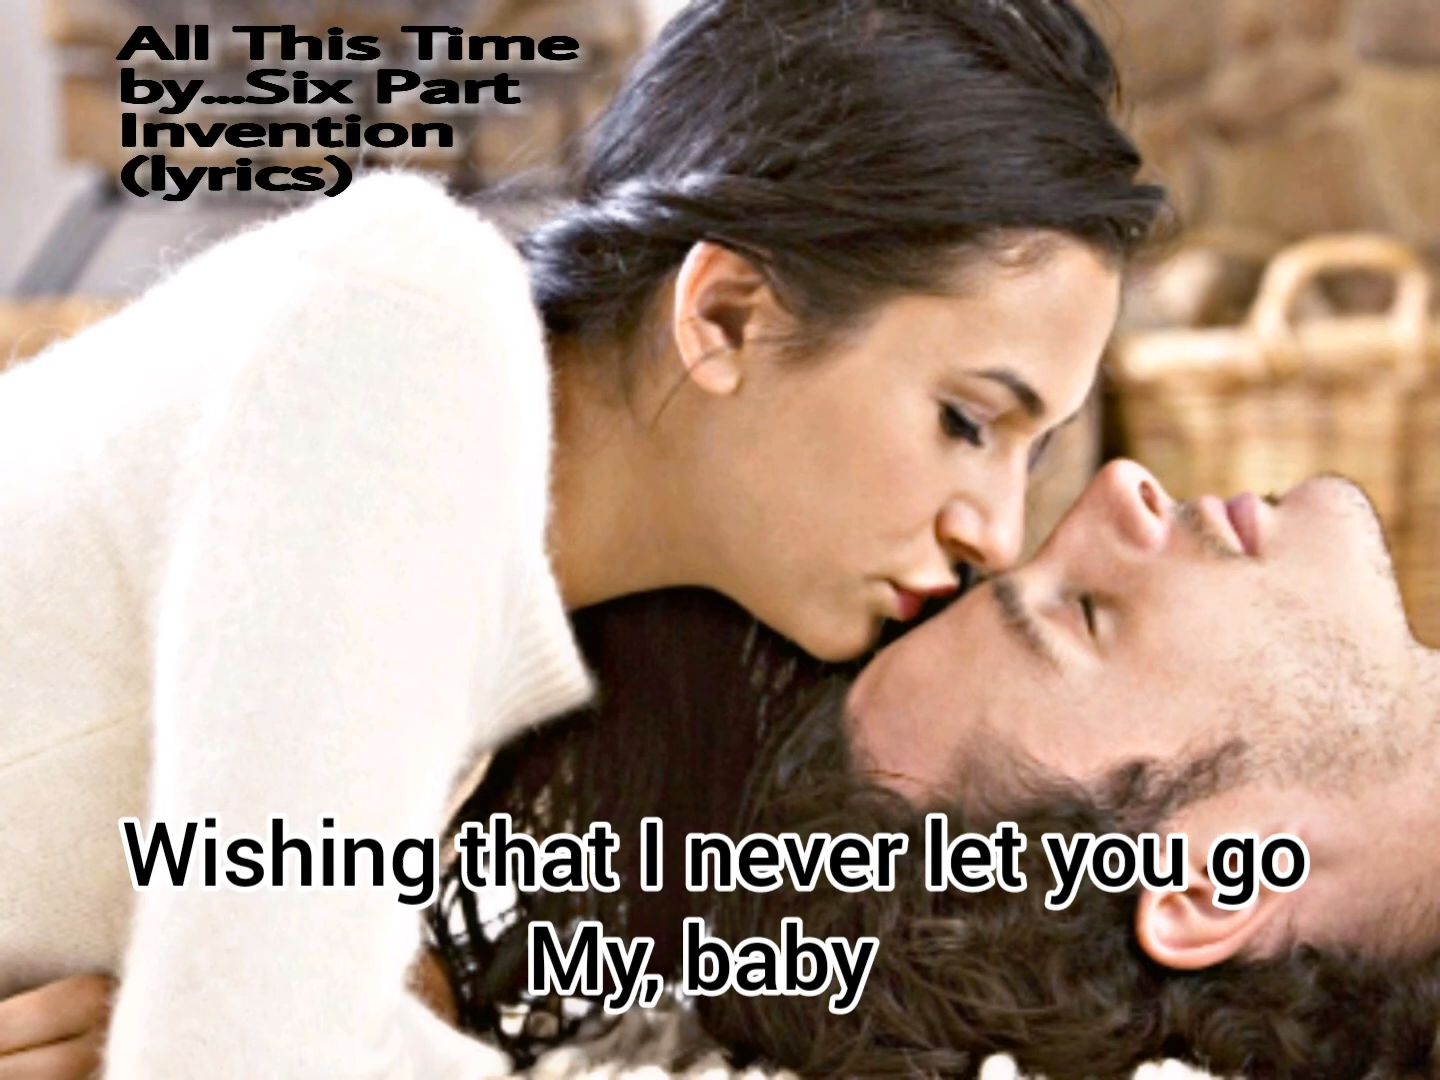 All This Time
by...Six Part
Invention
(lyrics)
Wishing that I never let you go
My, baby